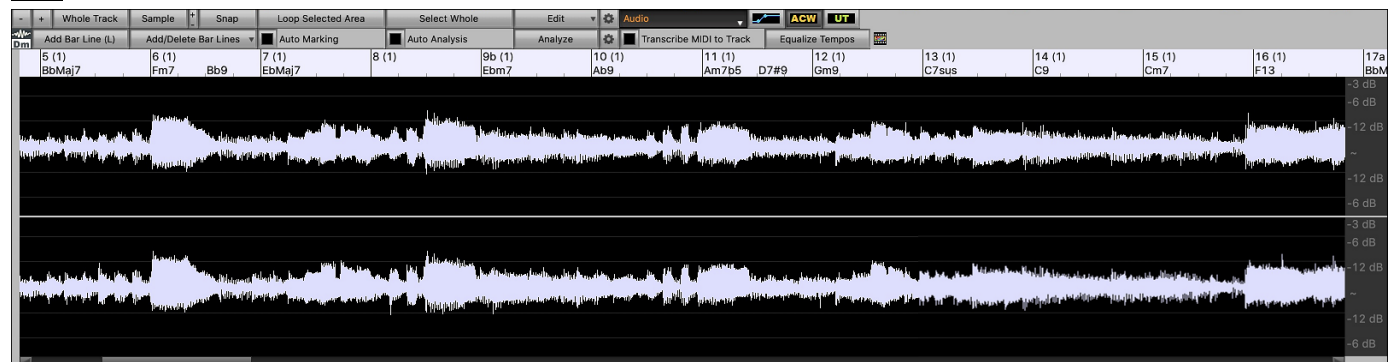 - + Whole Track Sample + - Snap Loop Selected Area Select Whole Edit Audio ACW UT
Dm Add Bar Line (L) Add/Delete Bar Lines Auto Marking Auto Analysis Analyze Transcribe MIDI to Track Equalize Tempos
5 (1) 6 (1) 7 (1) 8 (1) 9b (1) 10 (1) 11 (1) 12 (1) 13 (1) 14 (1) 15 (1) 16 (1) 17a
BbMaj7 Fm7 Bb9 EbMaj7 Ebm7 Ab9 Am7b5 D7#9 Gm9 C7sus C9 Cm7 F13 BbM
-3 dB
-6 dB
-12 dB
~
-12 dB
-6 dB
-3 dB
-6 dB
-12 dB
~
-12 dB
-6 dB